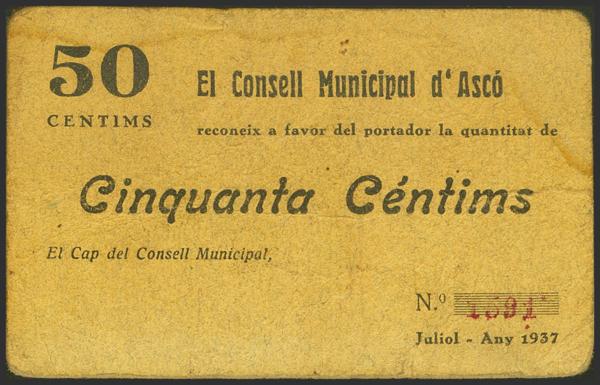 50
CENTIMS
El Consell Municipal d'Ascó
reconeix a favor del portador la quantitat de
Cinquanta Céntims
El Cap del Consell Municipal,
N.º
Juliol - Any 1937